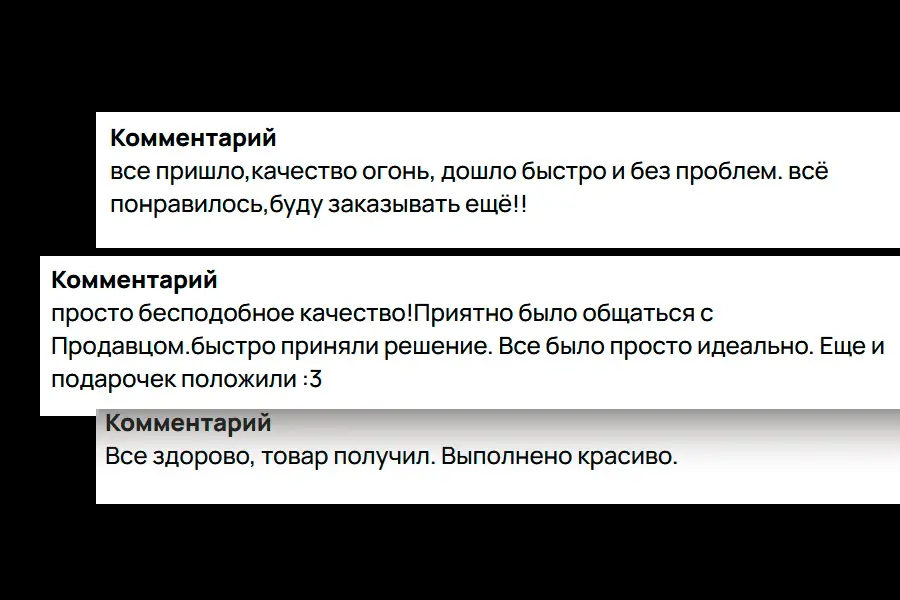 Комментарий
все пришло,качество огонь, дошло быстро и без проблем. всё
понравилось,буду заказывать ещё!!
Комментарий
просто бесподобное качество!Приятно было общаться с
Продавцом.быстро приняли решение. Все было просто идеально. Еще и
подарочек положили :3
Комментарий
Все здорово, товар получил. Выполнено красиво.